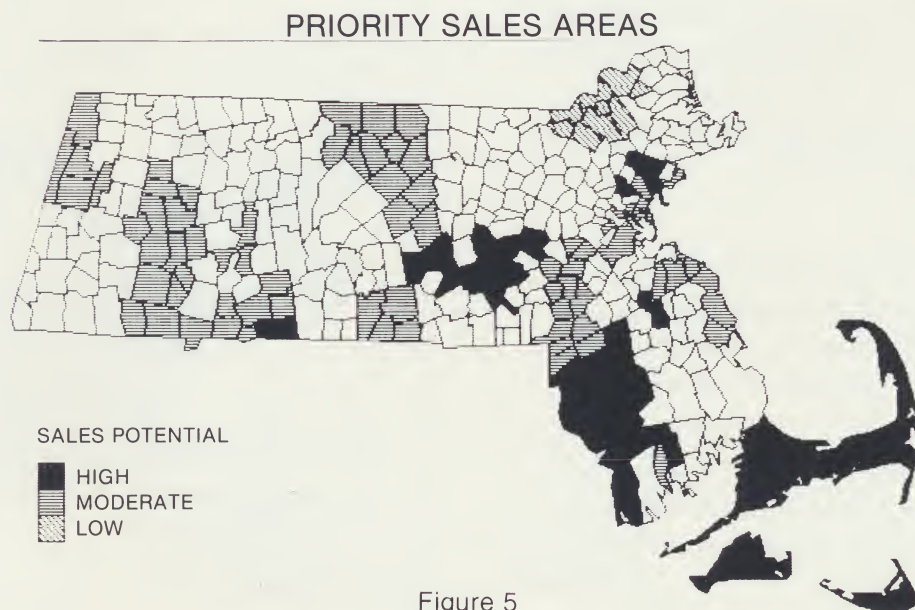 PRIORITY SALES AREAS
SALES POTENTIAL
HIGH
MODERATE
LOW
Figure 5